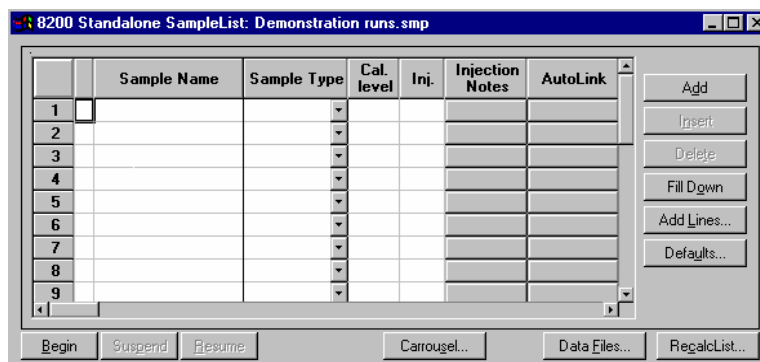 8200 Standalone SampleList: Demonstration runs.smp
Sample Name Sample Type Cal. level Inj. Injection Notes AutoLink
1
2
3
4
5
6
7
8
9
Add
Insert
Delete
Fill Down
Add Lines...
Defaults...
Begin Suspend Resume Carrousel... Data Files... RecalcList...